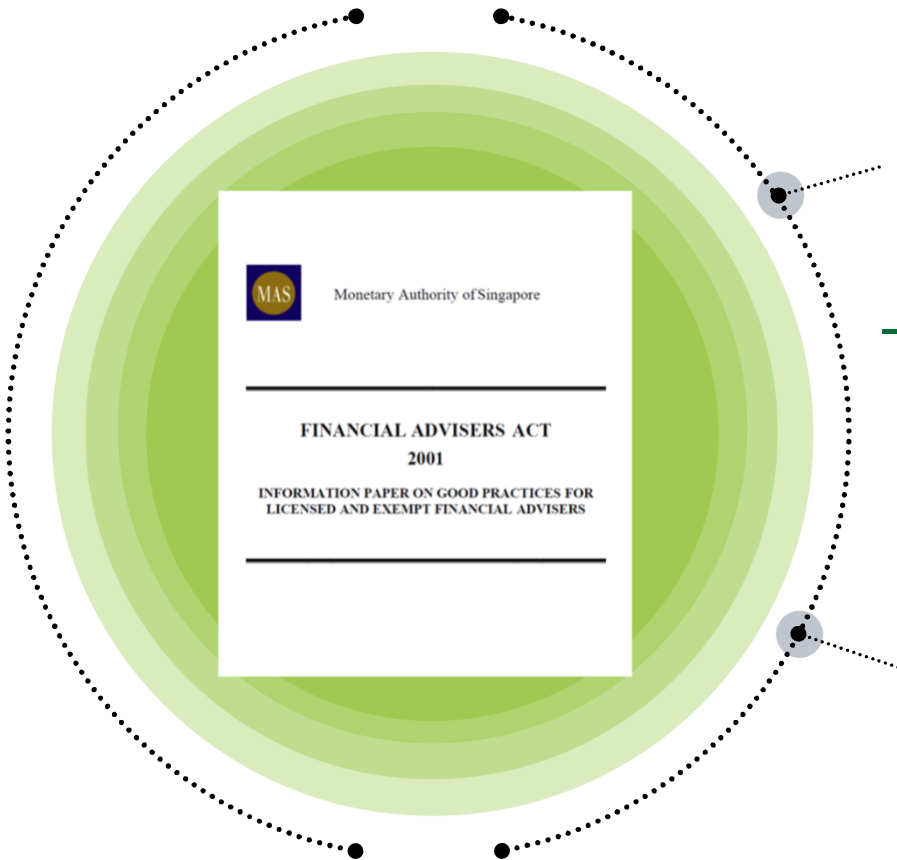 MAS
Monetary Authority of Singapore
FINANCIAL ADVISERS ACT
2001
INFORMATION PAPER ON GOOD PRACTICES FOR
LICENSED AND EXEMPT FINANCIAL ADVISERS